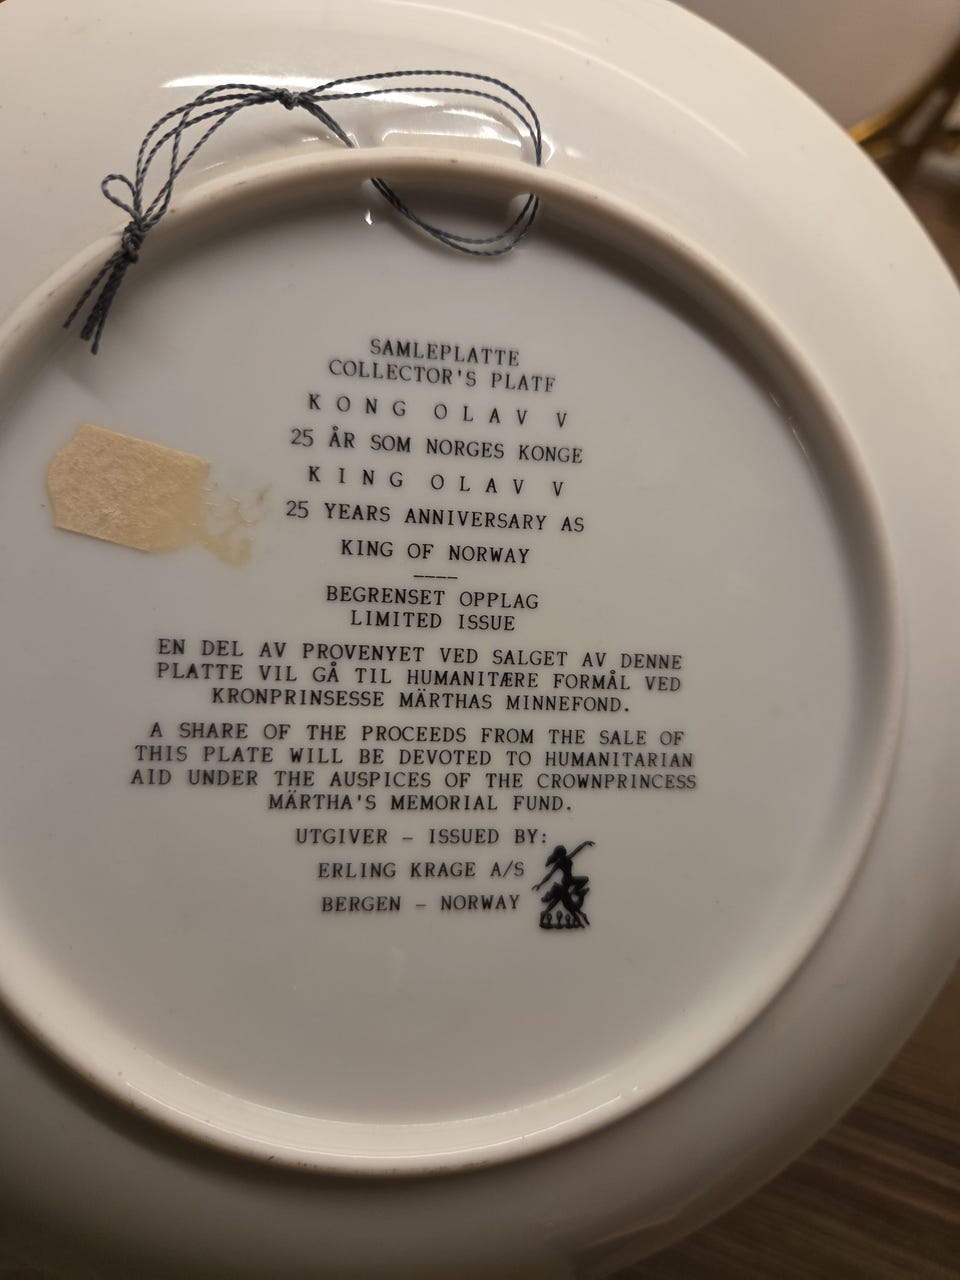 SAMLEPLATTE
COLLECTOR'S PLATE
KONG OLAV V
25 ÅR SOM NORGES KONGE
KING OLAV V
25 YEARS ANNIVERSARY AS
KING OF NORWAY
BEGRENSET OPPLAG
LIMITED ISSUE
EN DEL AV PROVENYET VED SALGET AV DENNE
PLATTE VIL GÅ TIL HUMANITÆRE FORMÅL VED
KRONPRINSESSE MÄRTHAS MINNEFOND.
A SHARE OF THE PROCEEDS FROM THE SALE OF
THIS PLATE WILL BE DEVOTED TO HUMANITARIAN
AID UNDER THE AUSPICES OF THE CROWNPRINCESS
MÄRTHA'S MEMORIAL FUND.
UTGIVER - ISSUED BY:
ERLING KRAGE A/S
BERGEN - NORWAY